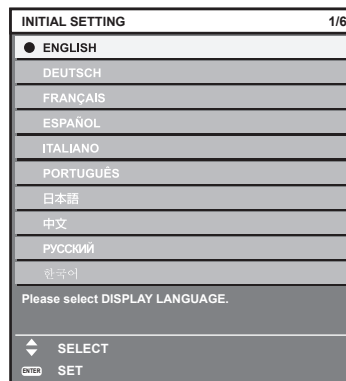 INITIAL SETTING 1/6
ENGLISH
DEUTSCH
FRANÇAIS
ESPAÑOL
ITALIANO
PORTUGUÊS
日本語
中文
РУССКИЙ
한국어
Please select DISPLAY LANGUAGE.
SELECT
ENTER SET